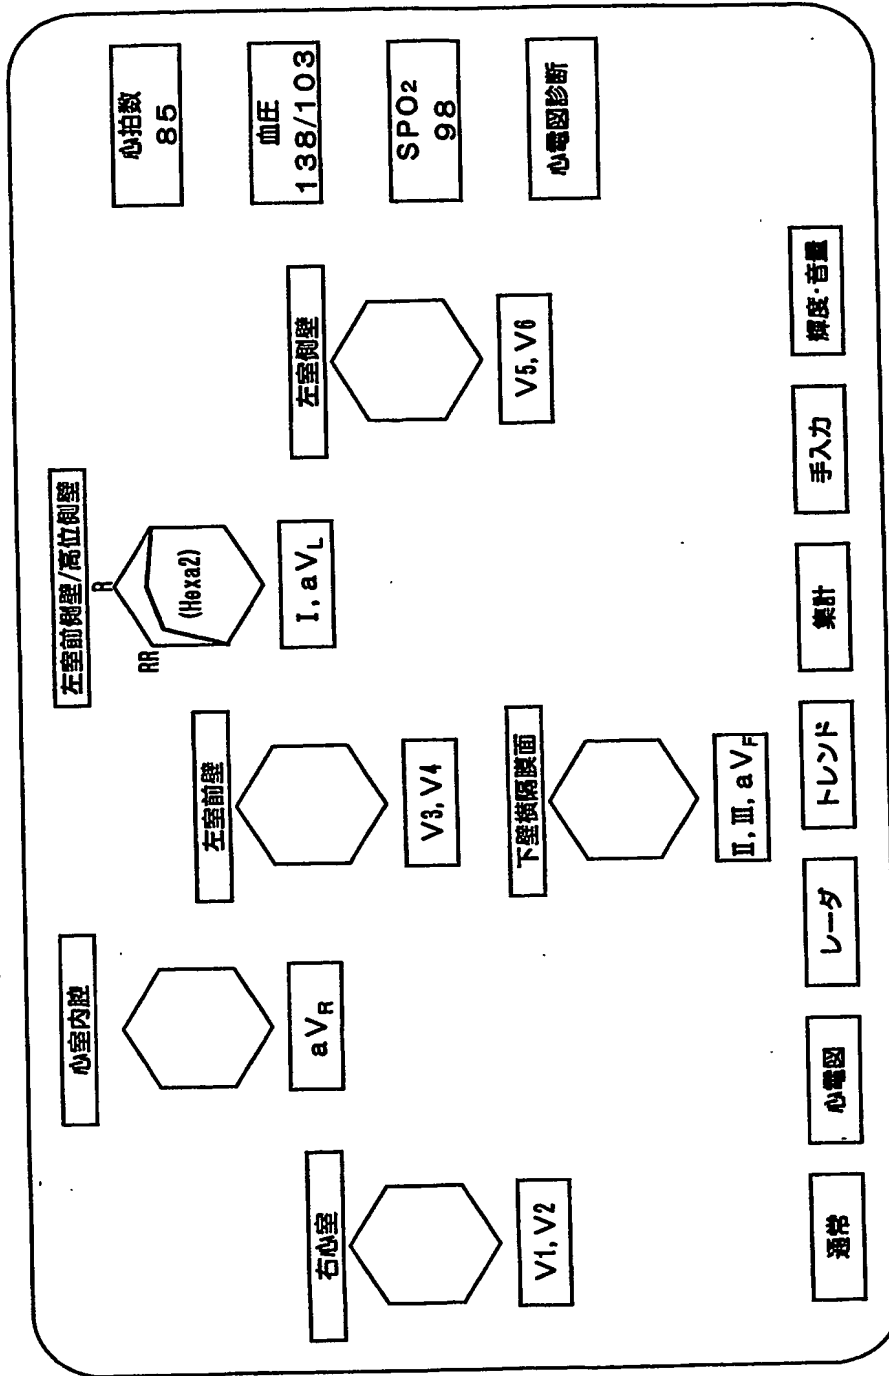 心室内腔
aVR
左室前側壁/高位側壁
R
RR
(Hexa2)
I, aVL
心拍数
85
右心室
V1, V2
左室前壁
V3, V4
左室側壁
V5, V6
血圧
138/103
下壁横隔膜面
II, III, aVF
SPO2
98
心電図診断
通常
心電図
レーダ
トレンド
集計
手入力
輝度・音量